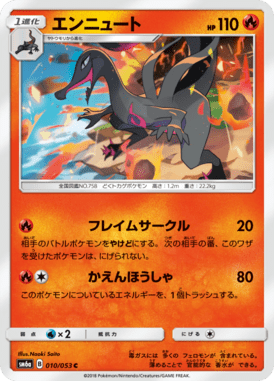 1進化
エンニュート
HP110
ヤトウモリから進化
全国図鑑NO.758 どくトカゲポケモン 高さ:1.2m 重さ:22.2kg
フレイムサークル 20
相手のバトルポケモンをやけどにする。次の相手の番、このワザ
を受けたポケモンは、にげられない。
かえんほうしゃ 80
このポケモンについているエネルギーを、1個トラッシュする。
弱点 ×2 抵抗力 にげる
Illus. Naoki Saito
SM6a 010/053 C
©2018 Pokémon/Nintendo/Creatures/GAME FREAK.
毒ガスには 多くの フェロモンが 含まれていて